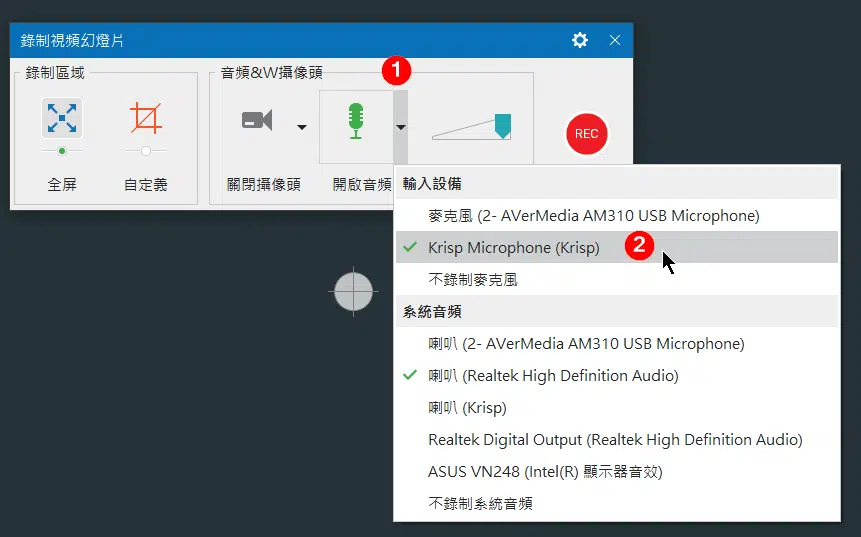 錄制視頻幻燈片
錄制區域
音頻&W攝像頭
1
REC
全屏
自定義
關閉攝像頭
開啟音頻
輸入設備
麥克風 (2- AVerMedia AM310 USB Microphone)
Krisp Microphone (Krisp)
2
不錄制麥克風
系統音頻
喇叭 (2- AVerMedia AM310 USB Microphone)
喇叭 (Realtek High Definition Audio)
喇叭 (Krisp)
Realtek Digital Output (Realtek High Definition Audio)
ASUS VN248 (Intel(R) 顯示器音效)
不錄制系統音頻